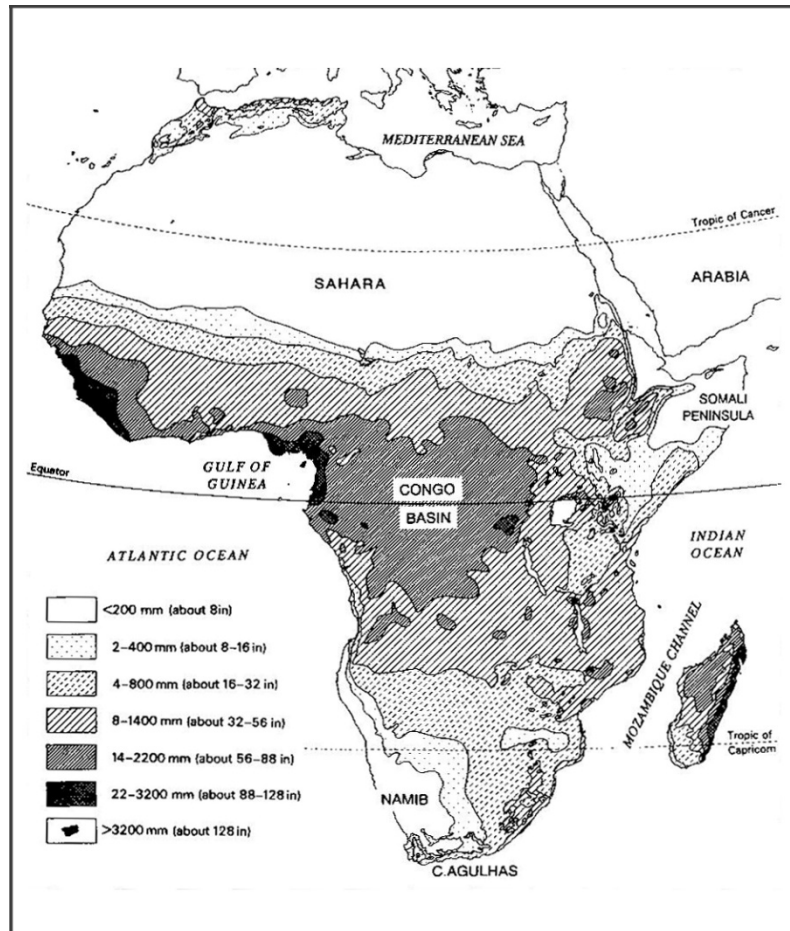 MEDITERRANEAN SEA
Tropic of Cancer
SAHARA
ARABIA
SOMALI
PENINSULA
GULF OF
GUINEA
Equator
CONGO
BASIN
INDIAN
OCEAN
ATLANTIC OCEAN
<200 mm (about 8in)
2-400 mm (about 8-16 in)
4-800 mm (about 16-32 in)
8-1400 mm (about 32-56 in)
14-2200 mm (about 56-88 in)
22-3200 mm (about 88-128 in)
>3200 mm (about 128 in)
MOZAMBIQUE CHANNEL
Tropic of
Capricorn
NAMIB
C.AGULHAS